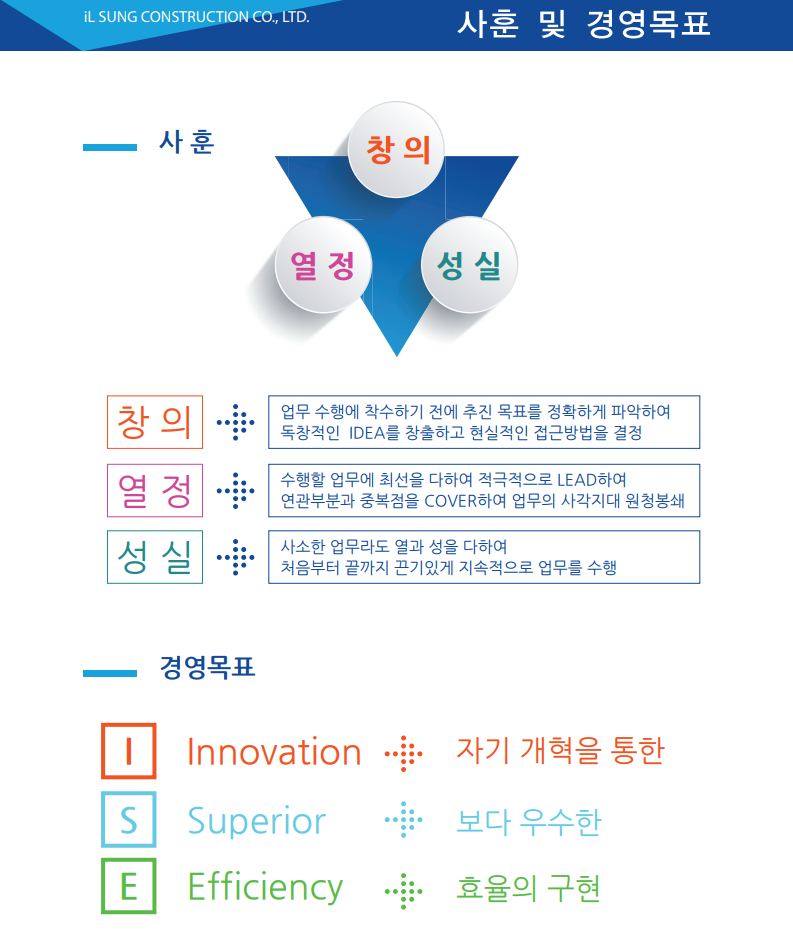 iL SUNG CONSTRUCTION CO., LTD.
사훈 및 경영목표
사 훈
창 의
열 정
성 실
창 의
업무 수행에 착수하기 전에 추진 목표를 정확하게 파악하여
독창적인 IDEA를 창출하고 현실적인 접근방법을 결정
열 정
수행할 업무에 최선을 다하여 적극적으로 LEAD하여
연관부분과 중복점을 COVER하여 업무의 사각지대 원청봉쇄
성 실
사소한 업무라도 열과 성을 다하여
처음부터 끝까지 끈기있게 지속적으로 업무를 수행
경영목표
I Innovation 자기 개혁을 통한
S Superior 보다 우수한
E Efficiency 효율의 구현